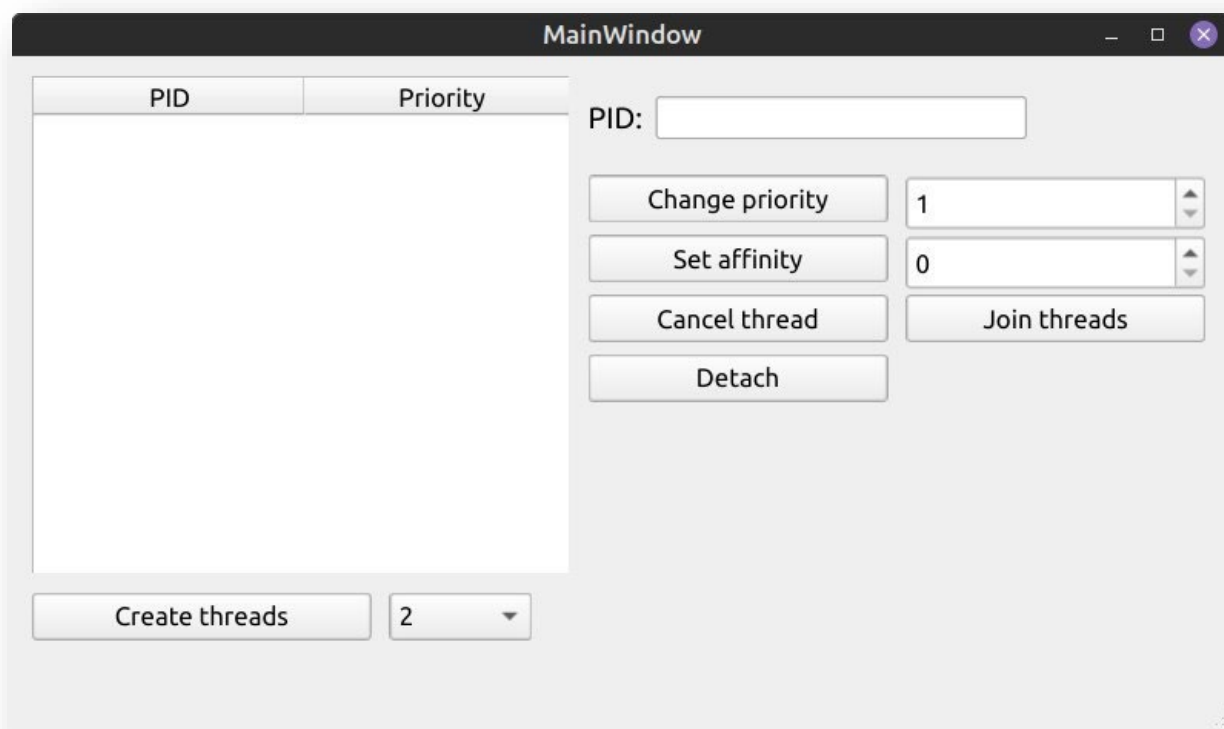 MainWindow
PID Priority
PID:
Change priority 1
Set affinity 0
Cancel thread Join threads
Detach
Create threads 2